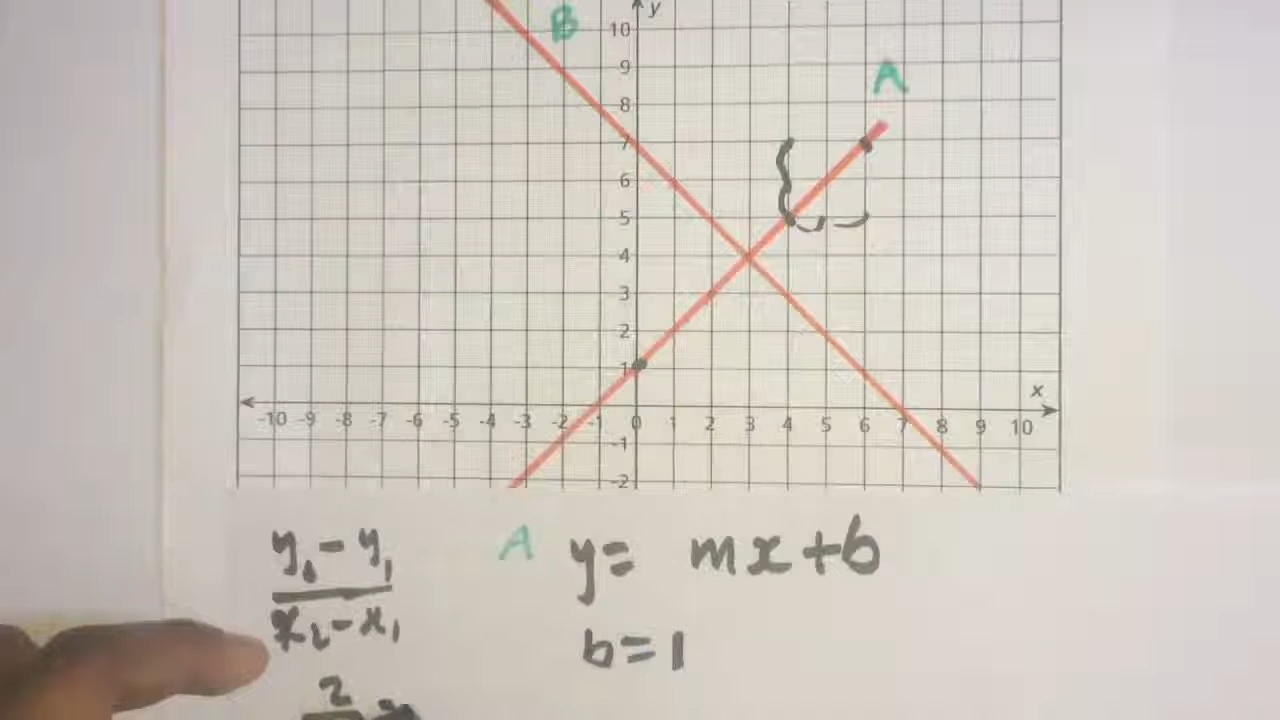 y
B
10
9
A
8
7
6
5
4
3
2
1
x
-10 -9 -8 -7 -6 -5 -4 -3 -2 -1 0 1 2 3 4 5 6 7 8 9 10
-1
-2
y₂-y₁
x₂-x₁
A y= mx+b
b=1
2